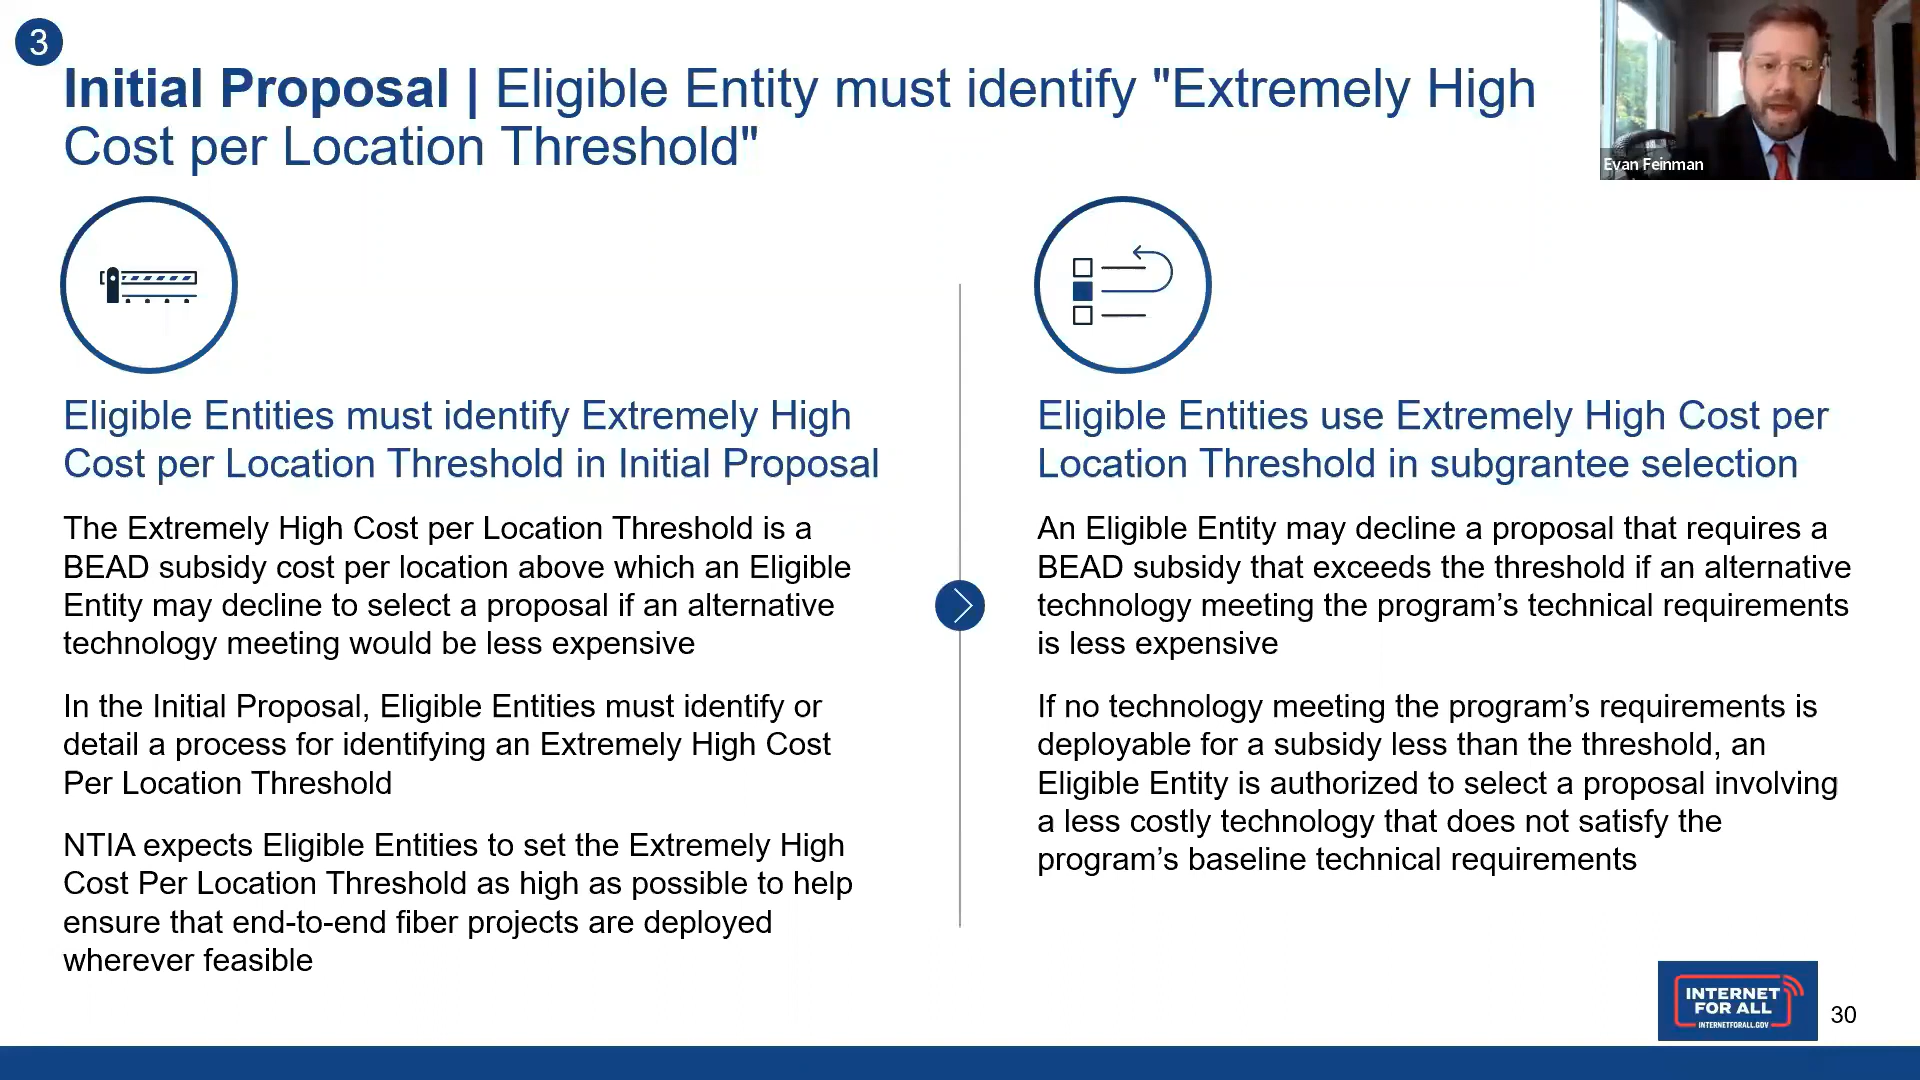 3
Initial Proposal | Eligible Entity must identify "Extremely High
Cost per Location Threshold"
Evan Feinman
Eligible Entities must identify Extremely High
Cost per Location Threshold in Initial Proposal
The Extremely High Cost per Location Threshold is a
BEAD subsidy cost per location above which an Eligible
Entity may decline to select a proposal if an alternative
technology meeting would be less expensive
In the Initial Proposal, Eligible Entities must identify or
detail a process for identifying an Extremely High Cost
Per Location Threshold
NTIA expects Eligible Entities to set the Extremely High
Cost Per Location Threshold as high as possible to help
ensure that end-to-end fiber projects are deployed
wherever feasible
Eligible Entities use Extremely High Cost per
Location Threshold in subgrantee selection
An Eligible Entity may decline a proposal that requires a
BEAD subsidy that exceeds the threshold if an alternative
technology meeting the program’s technical requirements
is less expensive
If no technology meeting the program’s requirements is
deployable for a subsidy less than the threshold, an
Eligible Entity is authorized to select a proposal involving
a less costly technology that does not satisfy the
program’s baseline technical requirements
INTERNET
FOR ALL
INTERNETFORALL.GOV
30